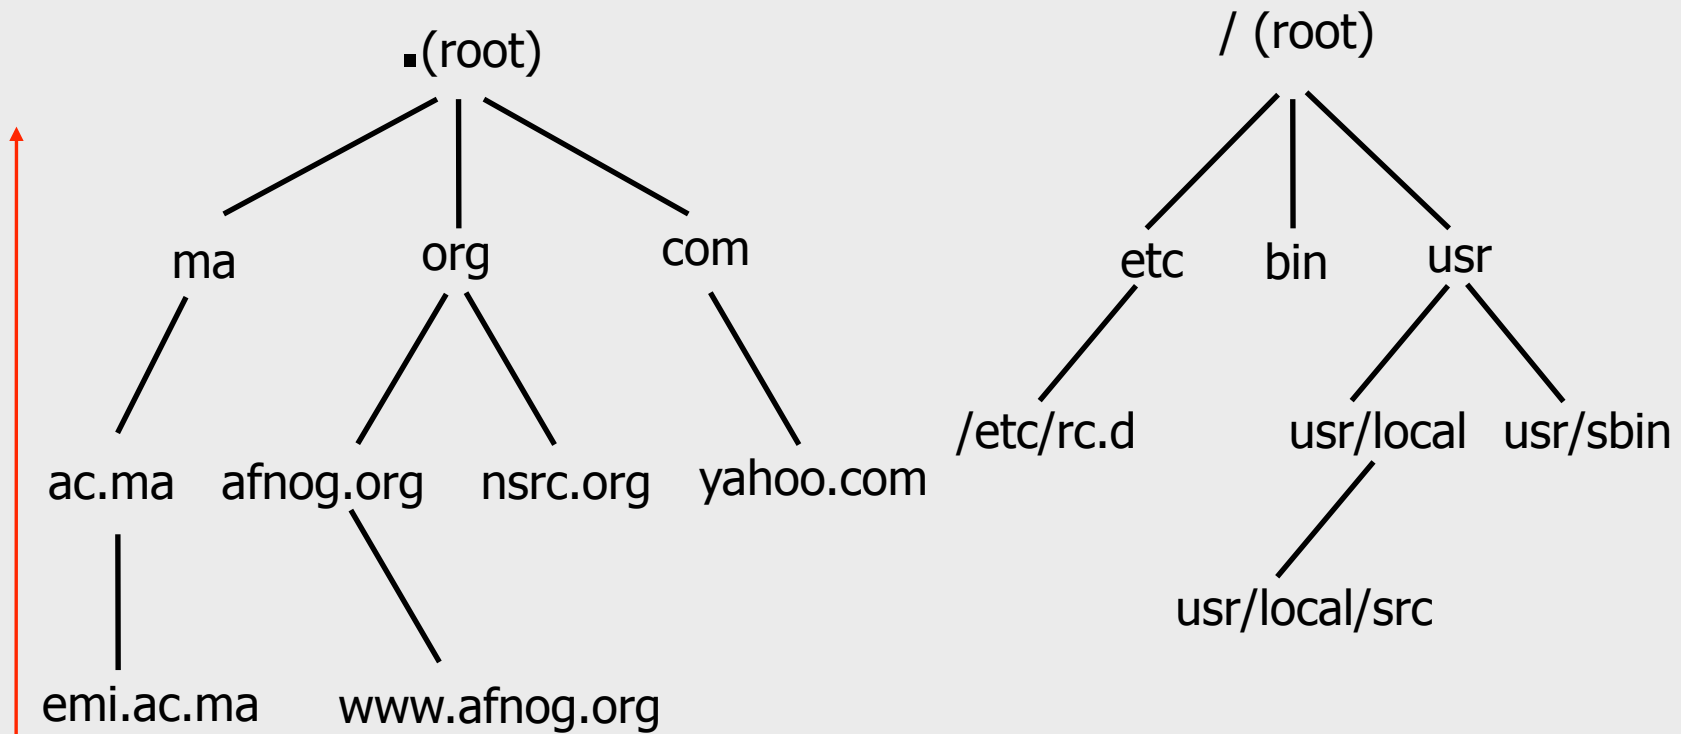 .(root)
/ (root)
ma
org
com
etc
bin
usr
ac.ma
afnog.org
nsrc.org
yahoo.com
/etc/rc.d
usr/local
usr/sbin
usr/local/src
emi.ac.ma
www.afnog.org